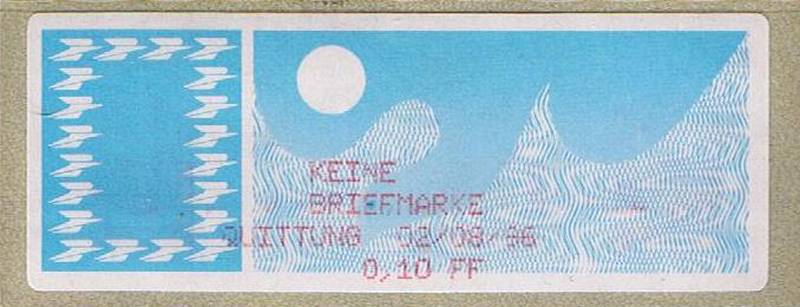 KEINE
BRIEFMARKE
QUITTUNG 02/08/96
0,10 FF